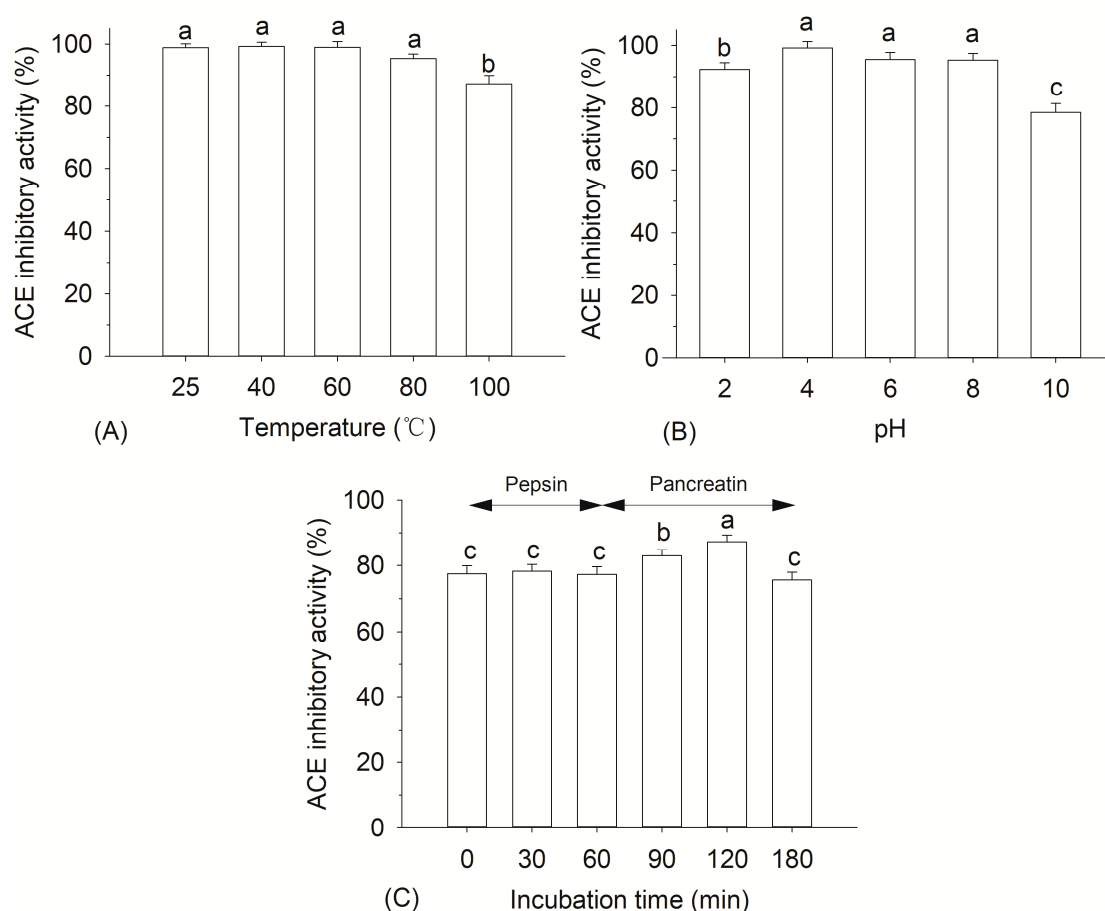 ACE inhibitory activity (%)
100
80
60
40
20
0
a
a
a
a
b
25 40 60 80 100
(A) Temperature (℃)
ACE inhibitory activity (%)
100
80
60
40
20
0
b
a
a
a
c
2 4 6 8 10
(B) pH
ACE inhibitory activity (%)
100
80
60
40
20
0
Pepsin Pancreatin
c
c
c
b
a
c
0 30 60 90 120 180
(C) Incubation time (min)